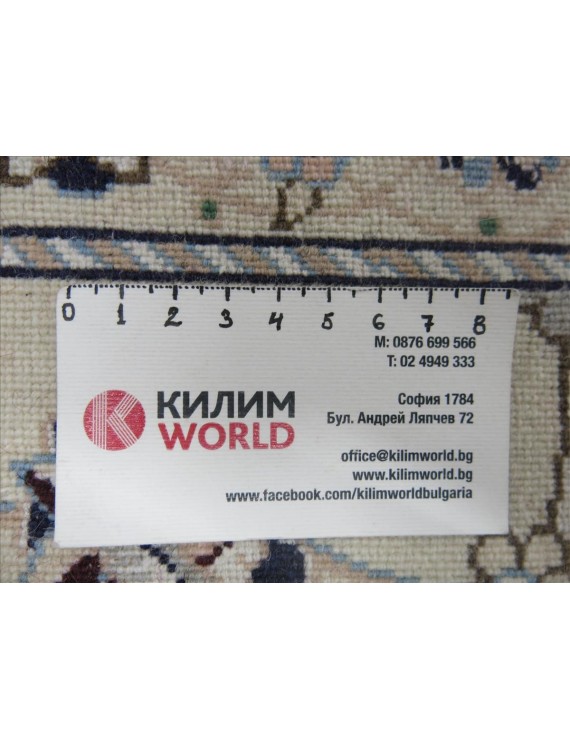 0 1 2 3 4 5 6 7 8
M: 0876 699 566
T: 02 4949 333
КИЛИМ
WORLD
София 1784
Бул. Андрей Ляпчев 72
office@kilimworld.bg
www.kilimworld.bg
www.facebook.com/kilimworldbulgaria